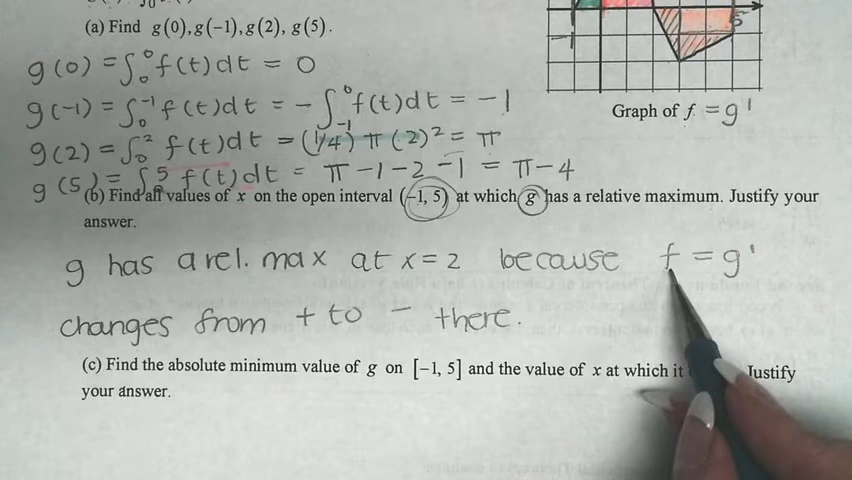 (a) Find g(0), g(-1), g(2), g(5).
g(0) = ∫₀⁰ f(t)dt = 0
g(-1) = ∫₀⁻¹ f(t)dt = -∫₋₁⁰ f(t)dt = -1
Graph of f = g'
g(2) = ∫₀² f(t)dt = (1/4) π (2)² = π
g(5) = ∫ 5 f(t)dt = π-1-2-1 = π-4
(b) Find all values of x on the open interval (-1, 5) at which g has a relative maximum. Justify your
answer.
g has a rel. max at x=2 because f = g'
changes from + to - there.
(c) Find the absolute minimum value of g on [-1, 5] and the value of x at which it Justify
your answer.